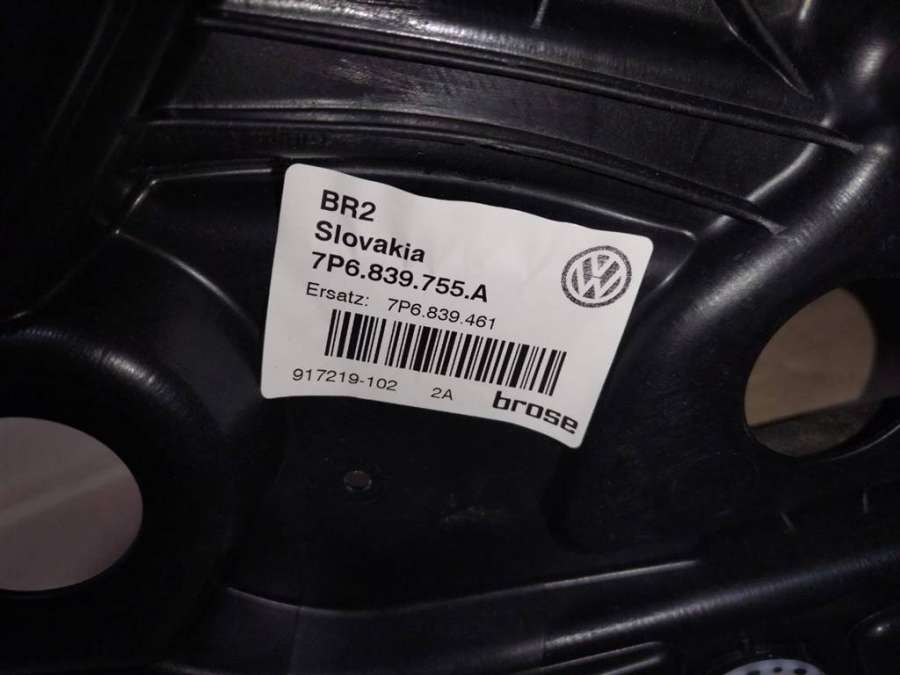 BR2
Slovakia
7P6.839.755.A
Ersatz: 7P6.839.461
917219-102 2A brose